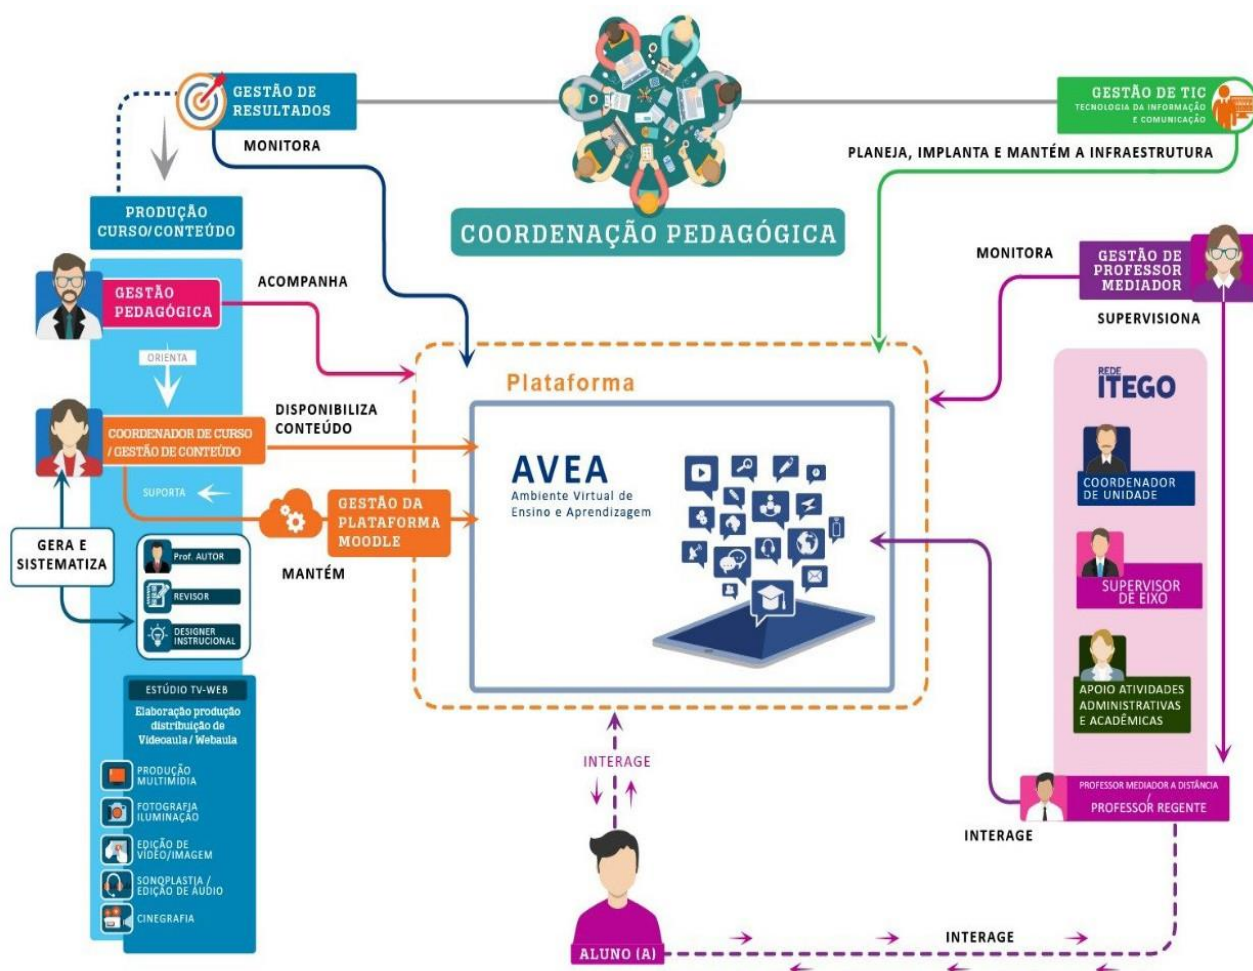 GESTÃO DE
RESULTADOS
MONITORA
GESTÃO DE TIC
TECNOLOGIA DA INFORMAÇÃO
E COMUNICAÇÃO
PLANEJA, IMPLANTA E MANTÉM A INFRAESTRUTURA
COORDENAÇÃO PEDAGÓGICA
PRODUÇÃO
CURSO/CONTEÚDO
GESTÃO
PEDAGÓGICA
ACOMPANHA
MONITORA
GESTÃO DE
PROFESSOR
MEDIADOR
SUPERVISIONA
ORIENTA
COORDENADOR DE CURSO
/ GESTÃO DE CONTEÚDO
DISPONIBILIZA
CONTEÚDO
SUPORTA
GESTÃO DA
PLATAFORMA
MOODLE
MANTÉM
GERA E
SISTEMATIZA
Prof. AUTOR
REVISOR
DESIGNER
INSTRUCIONAL
ESTÚDIO TV-WEB
Elaboração produção
distribuição de
Videoaula / Webaula
PRODUÇÃO
MULTIMÍDIA
FOTOGRAFIA
ILUMINAÇÃO
EDIÇÃO DE
VÍDEO/IMAGEM
SONOPLASTIA /
EDIÇÃO DE ÁUDIO
CINEGRAFIA
Plataforma
AVEA
Ambiente Virtual de
Ensino e Aprendizagem
REDE
ITEGO
COORDENADOR
DE UNIDADE
SUPERVISOR
DE EIXO
APOIO ATIVIDADES
ADMINISTRATIVAS
E ACADÊMICAS
PROFESSOR MEDIADOR A DISTÂNCIA
/
PROFESSOR REGENTE
INTERAGE
INTERAGE
ALUNO (A)
INTERAGE